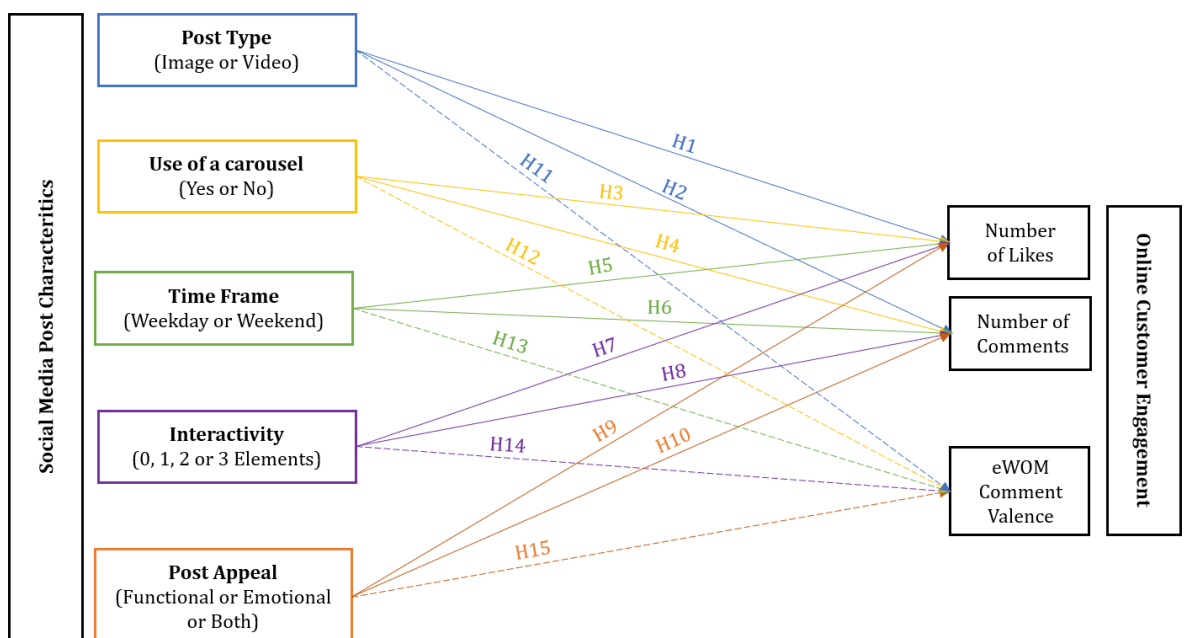 Social Media Post Charateritics
Post Type
(Image or Video)
Use of a carousel
(Yes or No)
Time Frame
(Weekday or Weekend)
Interactivity
(0, 1, 2 or 3 Elements)
Post Appeal
(Functional or Emotional
or Both)
H1
H2
H11
H3
H4
H12
H5
H6
H13
H7
H8
H14
H9
H10
H15
Number
of Likes
Number of
Comments
eWOM
Comment
Valence
Online Customer Engagement